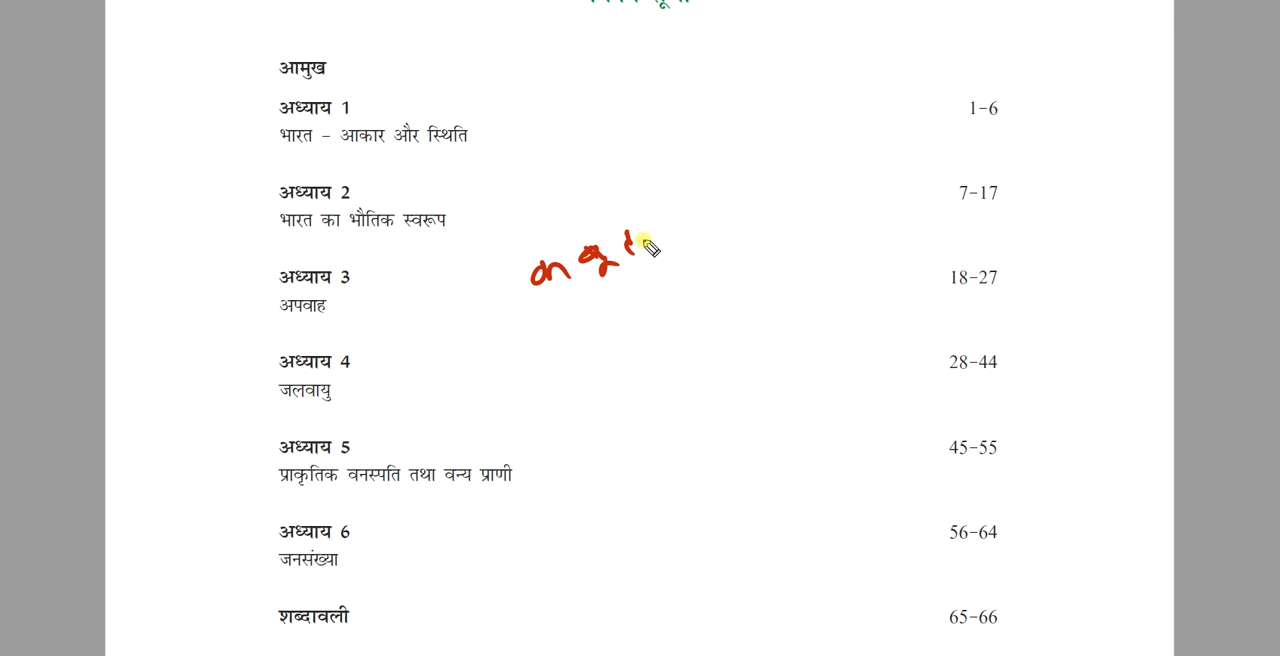 आमुख
अध्याय 1 1-6
भारत - आकार और स्थिति
अध्याय 2 7-17
भारत का भौतिक स्वरूप
अध्याय 3 18-27
अपवाह
अध्याय 4 28-44
जलवायु
अध्याय 5 45-55
प्राकृतिक वनस्पति तथा वन्य प्राणी
अध्याय 6 56-64
जनसंख्या
शब्दावली 65-66